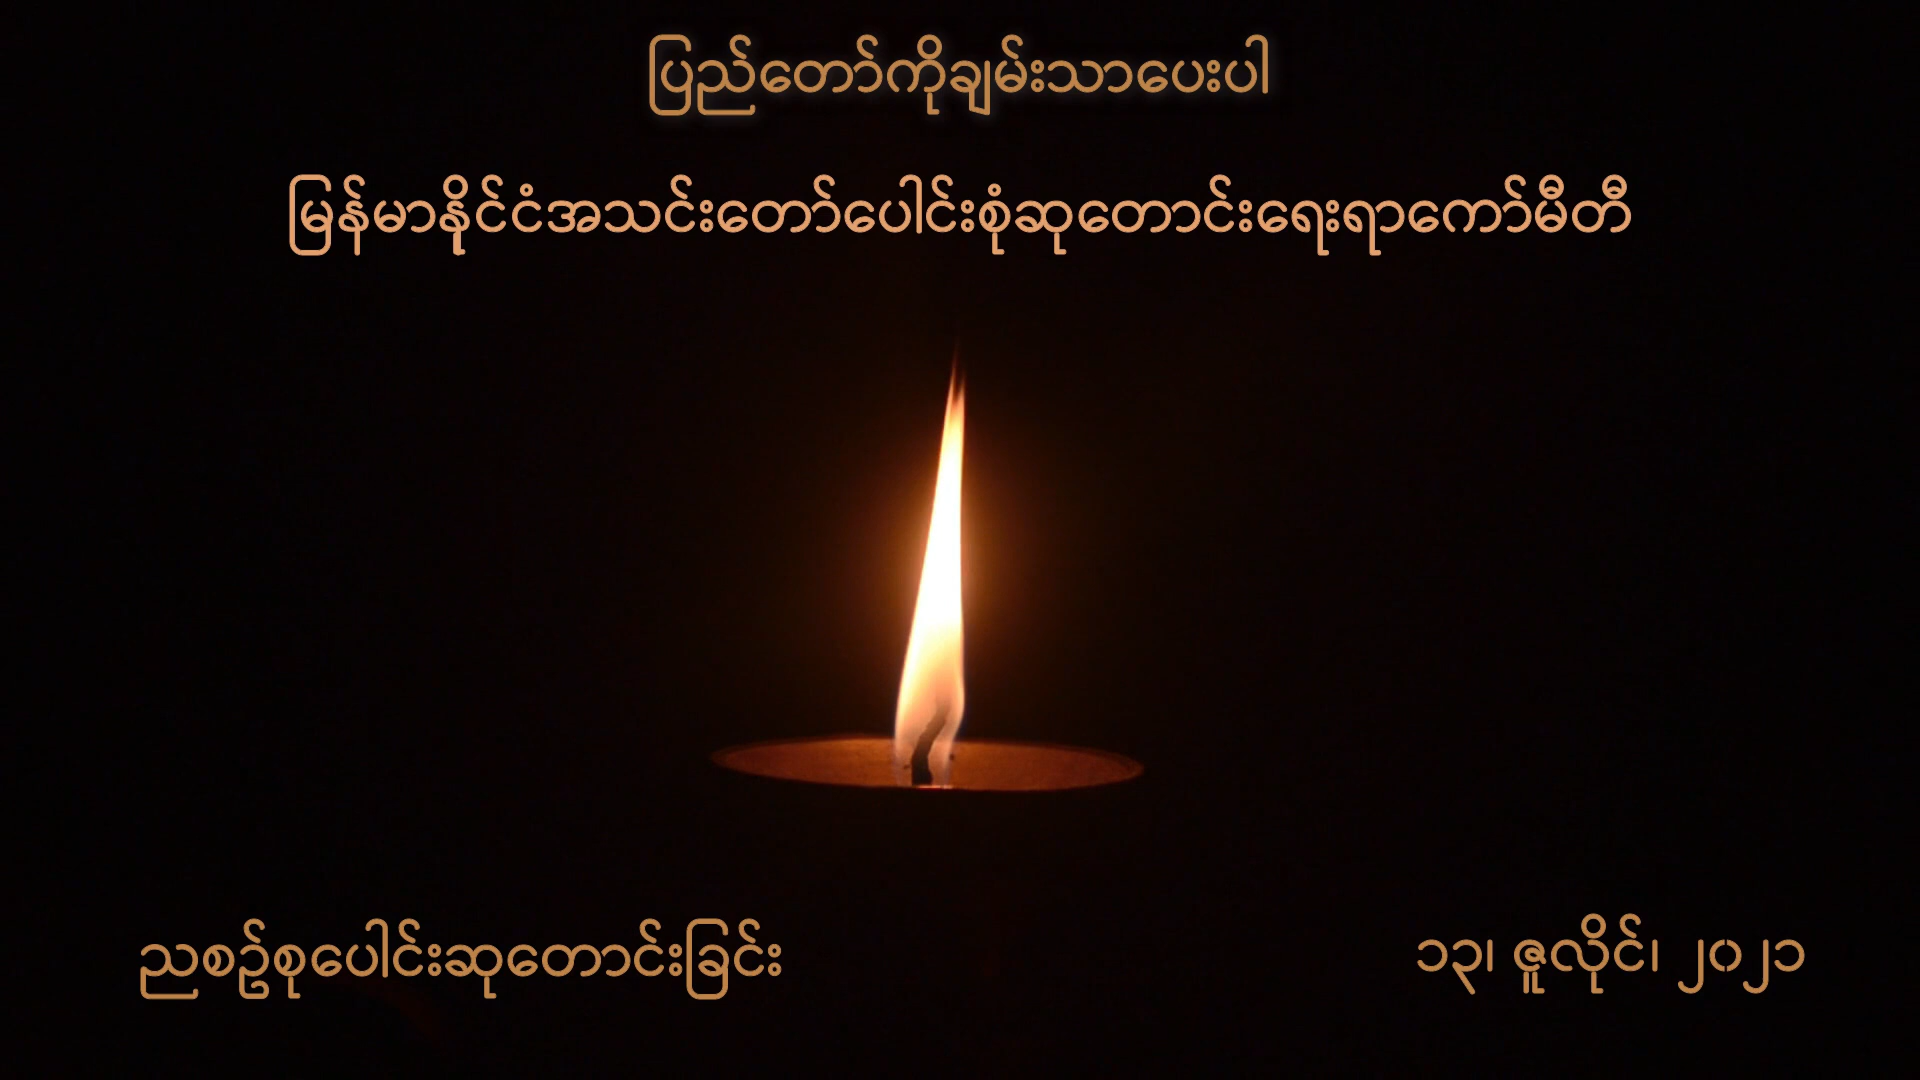 ပြည်တော်ကိုချမ်းသာပေးပါ
မြန်မာနိုင်ငံအသင်းတော်ပေါင်းစုံဆုတောင်းရေးရာကော်မီတီ
ညစဥ်စုပေါင်းဆုတောင်းခြင်း
၁၃၊ ဇူလိုင်၊ ၂၀၂၁